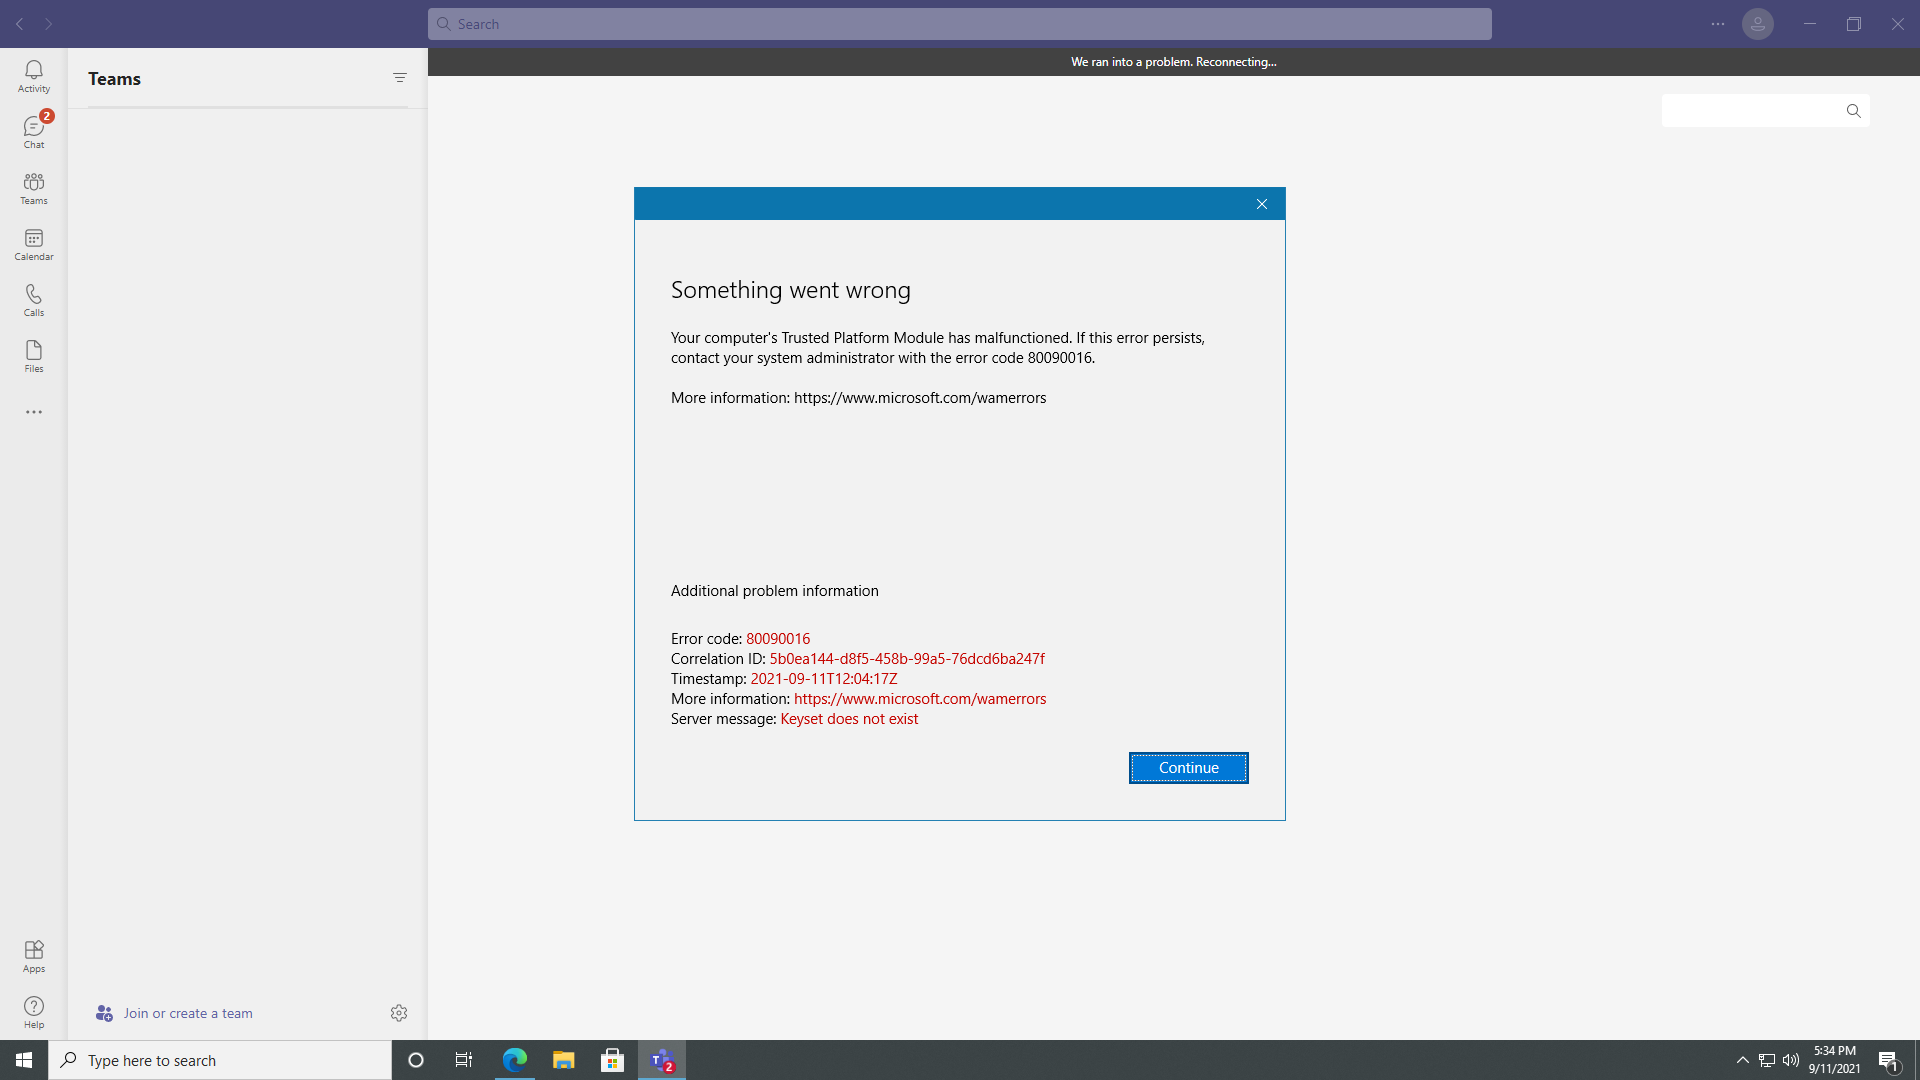 Search
We ran into a problem. Reconnecting...
Activity
2
Chat
Teams
Calendar
Calls
Files
Teams
Something went wrong
Your computer's Trusted Platform Module has malfunctioned. If this error persists,
contact your system administrator with the error code 80090016.
More information: https://www.microsoft.com/wamerrors
Additional problem information
Error code: 80090016
Correlation ID: 5b0ea144-d8f5-458b-99a5-76dcd6ba247f
Timestamp: 2021-09-11T12:04:17Z
More information: https://www.microsoft.com/wamerrors
Server message: Keyset does not exist
Continue
Apps
Help
Join or create a team
Type here to search
T
2
5:34 PM
9/11/2021
1